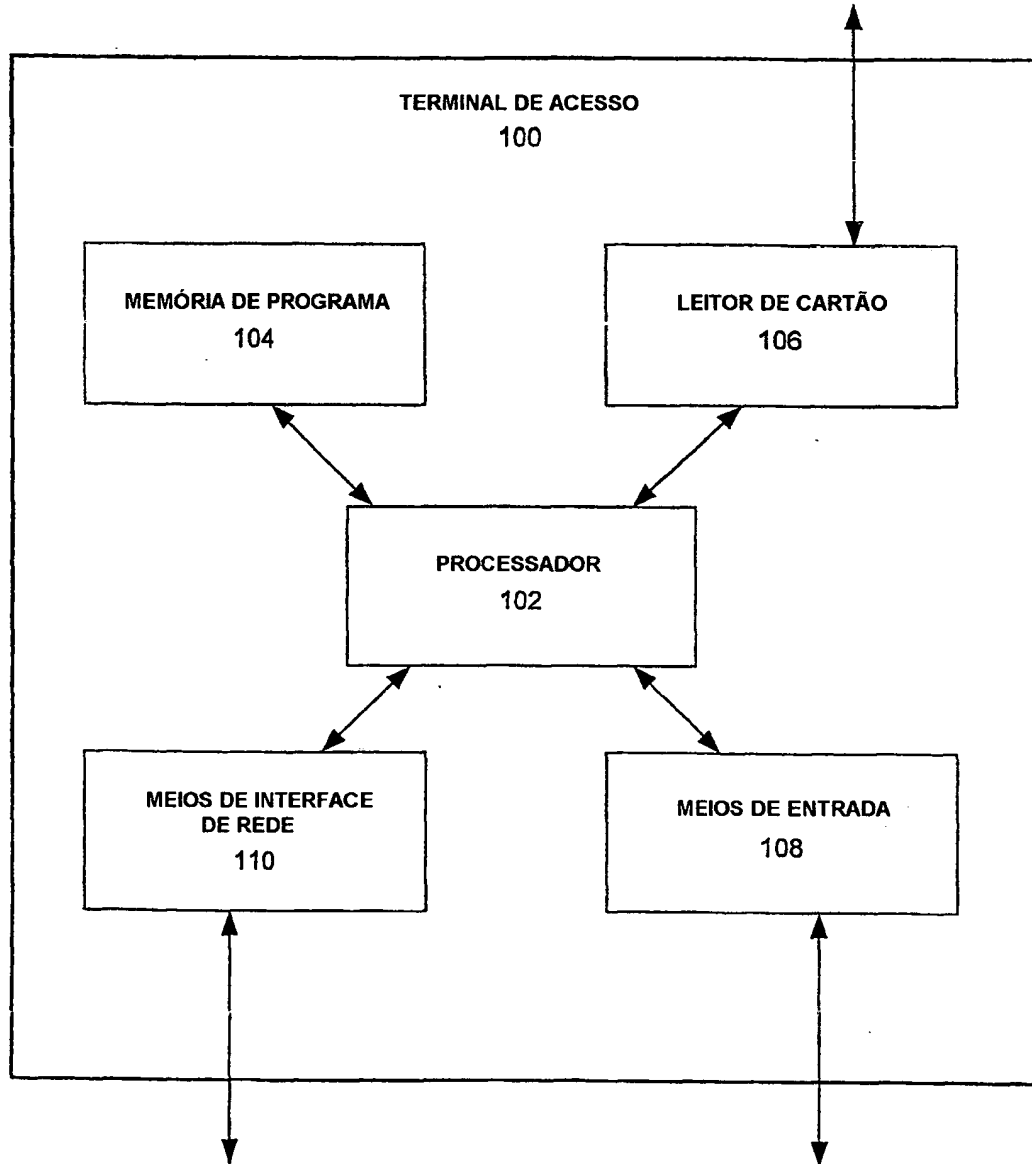 TERMINAL DE ACESSO
100
MEMÓRIA DE PROGRAMA
104
LEITOR DE CARTÃO
106
PROCESSADOR
102
MEIOS DE INTERFACE
DE REDE
110
MEIOS DE ENTRADA
108